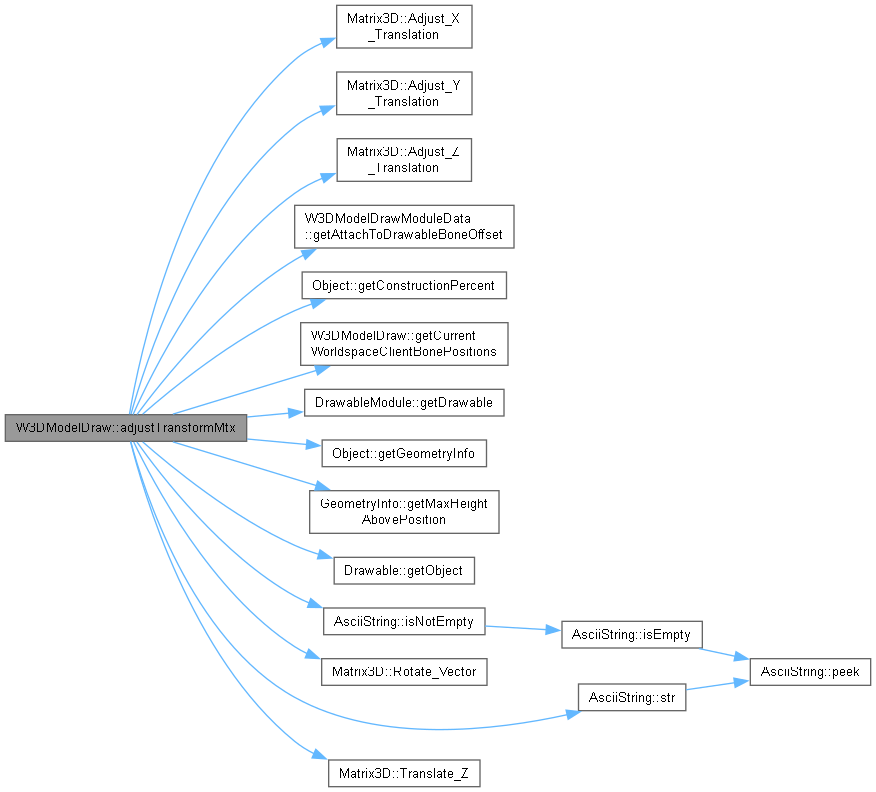 Matrix3D::Adjust_X
_Translation
Matrix3D::Adjust_Y
_Translation
Matrix3D::Adjust_Z
_Translation
W3DModelDrawModuleData
::getAttachToDrawableBoneOffset
Object::getConstructionPercent
W3DModelDraw::getCurrent
WorldspaceClientBonePositions
DrawableModule::getDrawable
W3DModelDraw::adjustTransformMtx
Object::getGeometryInfo
GeometryInfo::getMaxHeight
AbovePosition
Drawable::getObject
AsciiString::isNotEmpty
AsciiString::isEmpty
Matrix3D::Rotate_Vector
AsciiString::peek
AsciiString::str
Matrix3D::Translate_Z